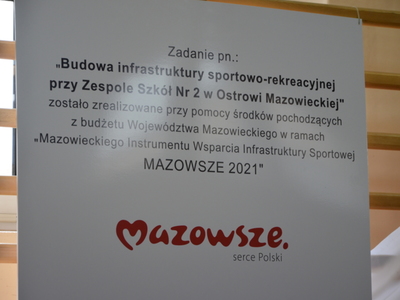 Zadanie pn.:
„Budowa infrastruktury sportowo-rekreacyjnej
przy Zespole Szkół Nr 2 w Ostrowi Mazowieckiej"
zostało zrealizowane przy pomocy środków pochodzących
z budżetu Województwa Mazowieckiego w ramach
„Mazowieckiego Instrumentu Wsparcia Infrastruktury Sportowej
MAZOWSZE 2021"
mazowsze.
serce Polski